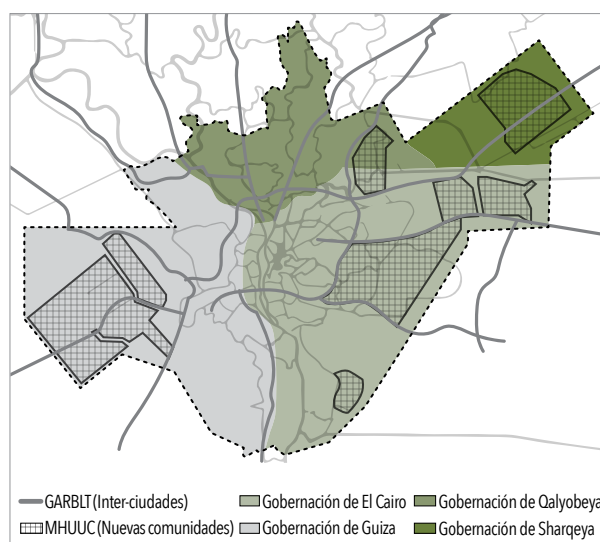 GARBLT (Inter-ciudades)
Gobernación de El Cairo
Gobernación de Qalyobeya
MHUUC (Nuevas comunidades)
Gobernación de Guiza
Gobernación de Sharqeya